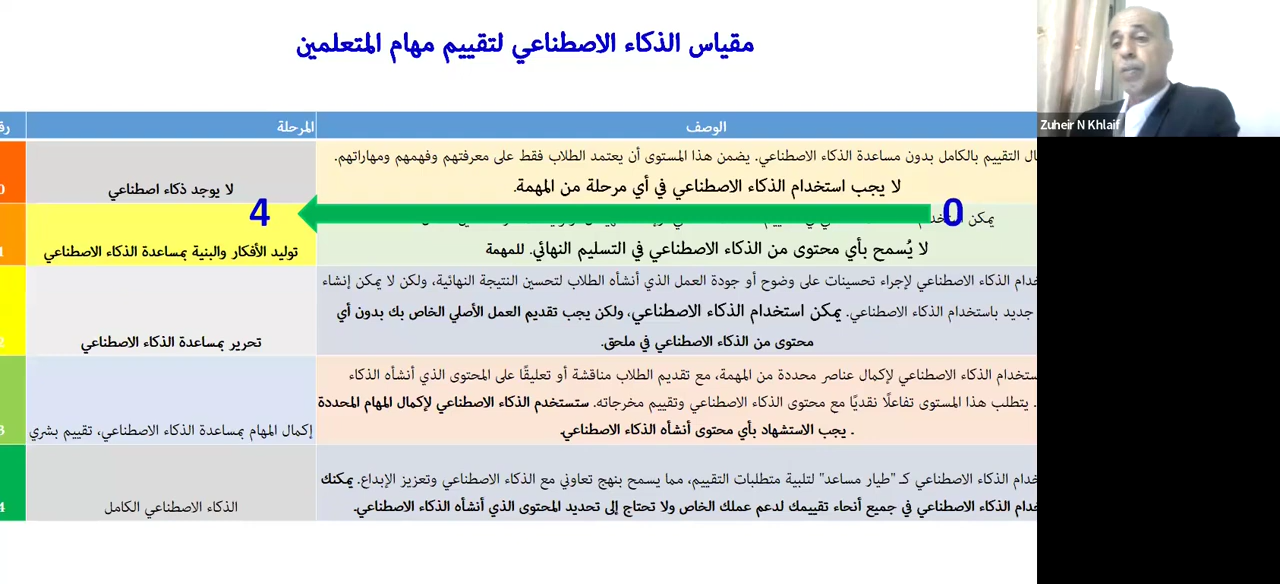 مقياس الذكاء الاصطناعي لتقييم مهام المتعلمين
Zuheir N Khlaif
المرحلة
الوصف
0
لا يوجد ذكاء اصطناعي
التقييم بالكامل بدون مساعدة الذكاء الاصطناعي. يضمن هذا المستوى أن يعتمد الطلاب فقط على معرفتهم وفهمهم ومهاراتهم.
لا يجب استخدام الذكاء الاصطناعي في أي مرحلة من المهمة.
0
4
1
توليد الأفكار والبنية بمساعدة الذكاء الاصطناعي
يمكن
لا يُسمح بأي محتوى من الذكاء الاصطناعي في التسليم النهائي. للمهمة
2
تحرير بمساعدة الذكاء الاصطناعي
الذكاء الاصطناعي لإجراء تحسينات على وضوح أو جودة العمل الذي أنشأه الطلاب لتحسين النتيجة النهائية، ولكن لا يمكن إنشاء
جديد باستخدام الذكاء الاصطناعي. يمكن استخدام الذكاء الاصطناعي، ولكن يجب تقديم العمل الأصلي الخاص بك بدون أي
محتوى من الذكاء الاصطناعي في ملحق.
3
إكمال المهام بمساعدة الذكاء الاصطناعي، تقييم بشري
الذكاء الاصطناعي لإكمال عناصر محددة من المهمة، مع تقديم الطلاب مناقشة أو تعليقًا على المحتوى الذي أنشأه الذكاء
. يتطلب هذا المستوى تفاعلًا نقديًا مع محتوى الذكاء الاصطناعي وتقييم مخرجاته. ستستخدم الذكاء الاصطناعي لإكمال المهام المحددة
. يجب الاستشهاد بأي محتوى أنشأه الذكاء الاصطناعي.
4
الذكاء الاصطناعي الكامل
الذكاء الاصطناعي كـ "طيار مساعد" لتلبية متطلبات التقييم، مما يسمح بنهج تعاوني مع الذكاء الاصطناعي وتعزيز الإبداع. يمكنك
الذكاء الاصطناعي في جميع أنحاء تقييمك لدعم عملك الخاص ولا تحتاج إلى تحديد المحتوى الذي أنشأه الذكاء الاصطناعي.